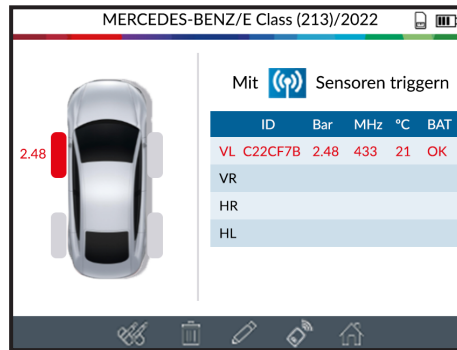 MERCEDES-BENZ/E Class (213)/2022
Mit Sensoren triggern
ID Bar MHz °C BAT
2.48
VL C22CF7B 2.48 433 21 OK
VR
HR
HL